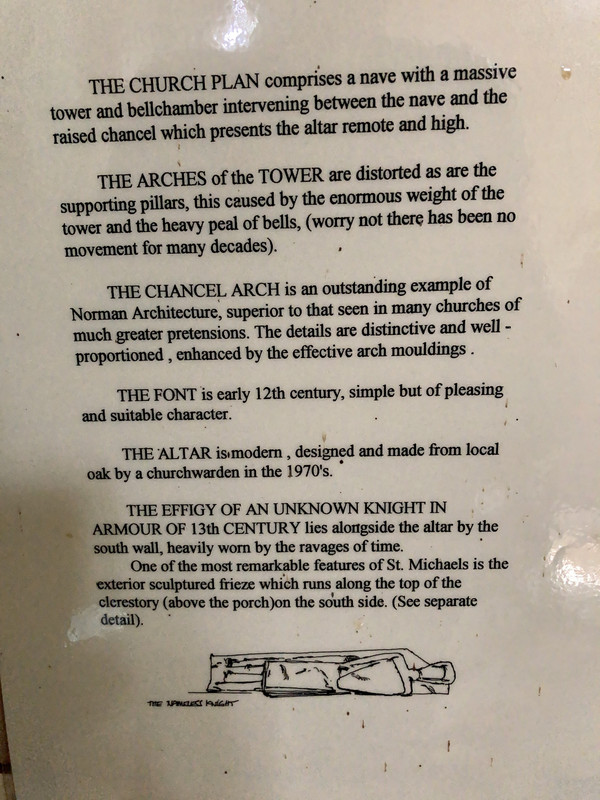 THE CHURCH PLAN comprises a nave with a massive
tower and bellchamber intervening between the nave and the
raised chancel which presents the altar remote and high.
THE ARCHES of the TOWER are distorted as are the
supporting pillars, this caused by the enormous weight of the
tower and the heavy peal of bells, (worry not there has been no
movement for many decades).
THE CHANCEL ARCH is an outstanding example of
Norman Architecture, superior to that seen in many churches of
much greater pretensions. The details are distinctive and well -
proportioned , enhanced by the effective arch mouldings .
THE FONT is early 12th century, simple but of pleasing
and suitable character.
THE ALTAR is modern , designed and made from local
oak by a churchwarden in the 1970's.
THE EFFIGY OF AN UNKNOWN KNIGHT IN
ARMOUR OF 13th CENTURY lies alongside the altar by the
south wall, heavily worn by the ravages of time.
One of the most remarkable features of St. Michaels is the
exterior sculptured frieze which runs along the top of the
clerestory (above the porch)on the south side. (See separate
detail).
THE NAMELESS KNIGHT